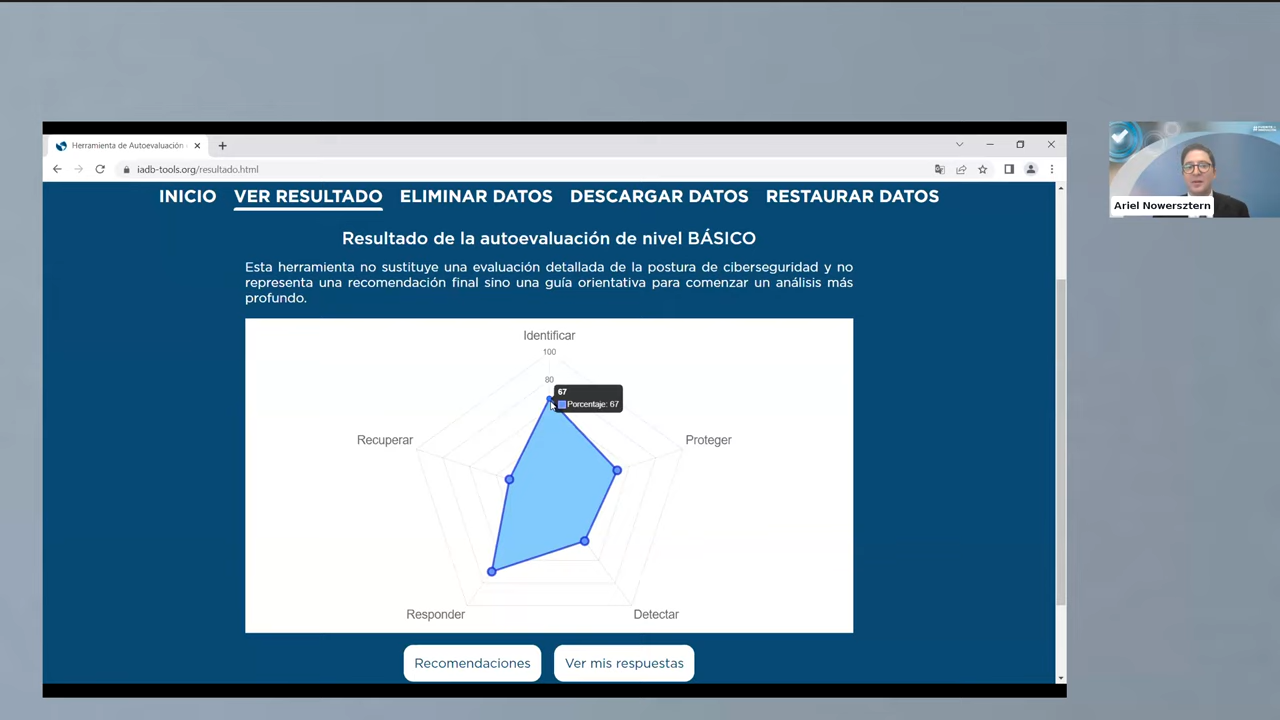 Herramienta de Autoevaluación
iadb-tools.org/resultado.html
INICIO VER RESULTADO ELIMINAR DATOS DESCARGAR DATOS RESTAURAR DATOS
Resultado de la autoevaluación de nivel BÁSICO
Esta herramienta no sustituye una evaluación detallada de la postura de ciberseguridad y no
representa una recomendación final sino una guía orientativa para comenzar un análisis más
profundo.
Identificar
100
80
67
Porcentaje: 67
Recuperar
Proteger
Responder
Detectar
Recomendaciones
Ver mis respuestas
Ariel Nowersztern